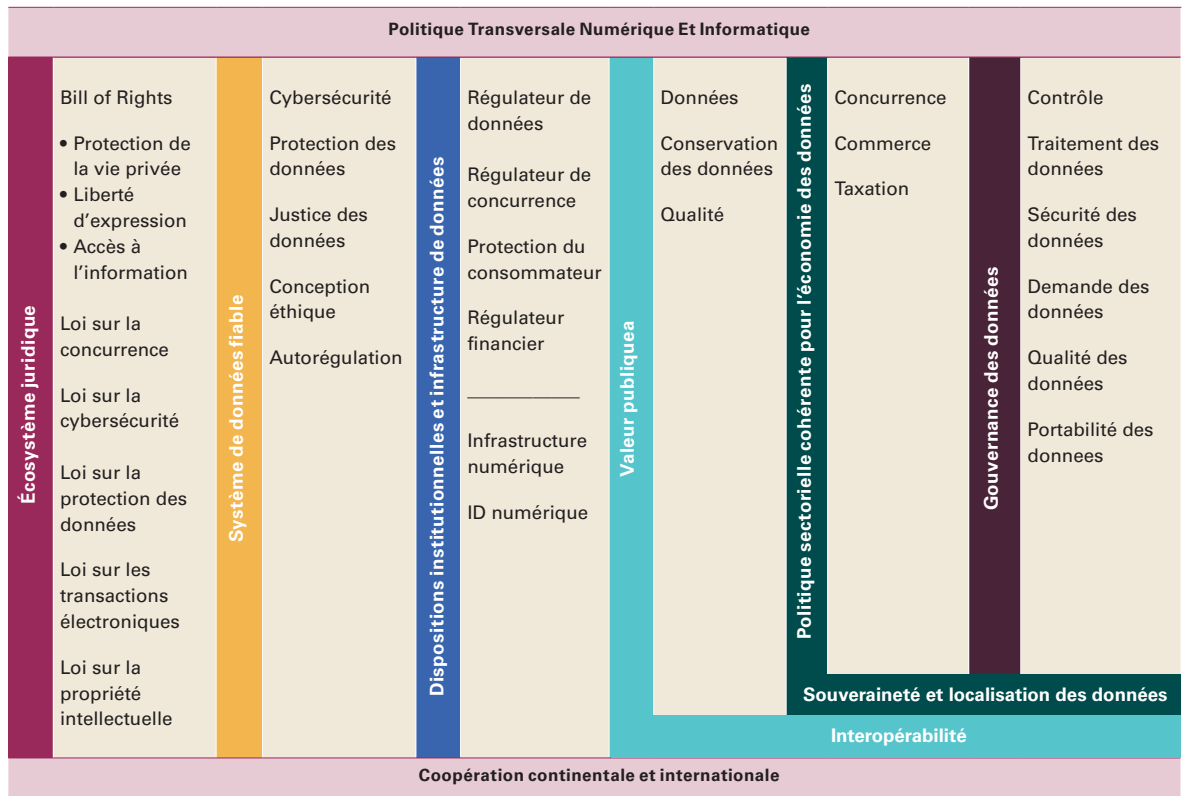 Politique Transversale Numérique Et Informatique
Écosystème juridique
Bill of Rights
• Protection de
la vie privée
• Liberté
d’expression
• Accès à
l’information
Loi sur la
concurrence
Loi sur la
cybersécurité
Loi sur la
protection des
données
Loi sur les
transactions
électroniques
Loi sur la
propriété
intellectuelle
Système de données fiable
Cybersécurité
Protection des
données
Justice des
données
Conception
éthique
Autorégulation
Dispositions institutionnelles et infrastructure de données
Régulateur de
données
Régulateur de
concurrence
Protection du
consommateur
Régulateur
financier
Infrastructure
numérique
ID numérique
Valeur publiquea
Données
Conservation
des données
Qualité
Politique sectorielle cohérente pour l’économie des données
Concurrence
Commerce
Taxation
Gouvernance des données
Contrôle
Traitement des
données
Sécurité des
données
Demande des
données
Qualité des
données
Portabilité des
donnees
Souveraineté et localisation des données
Interopérabilité
Coopération continentale et internationale